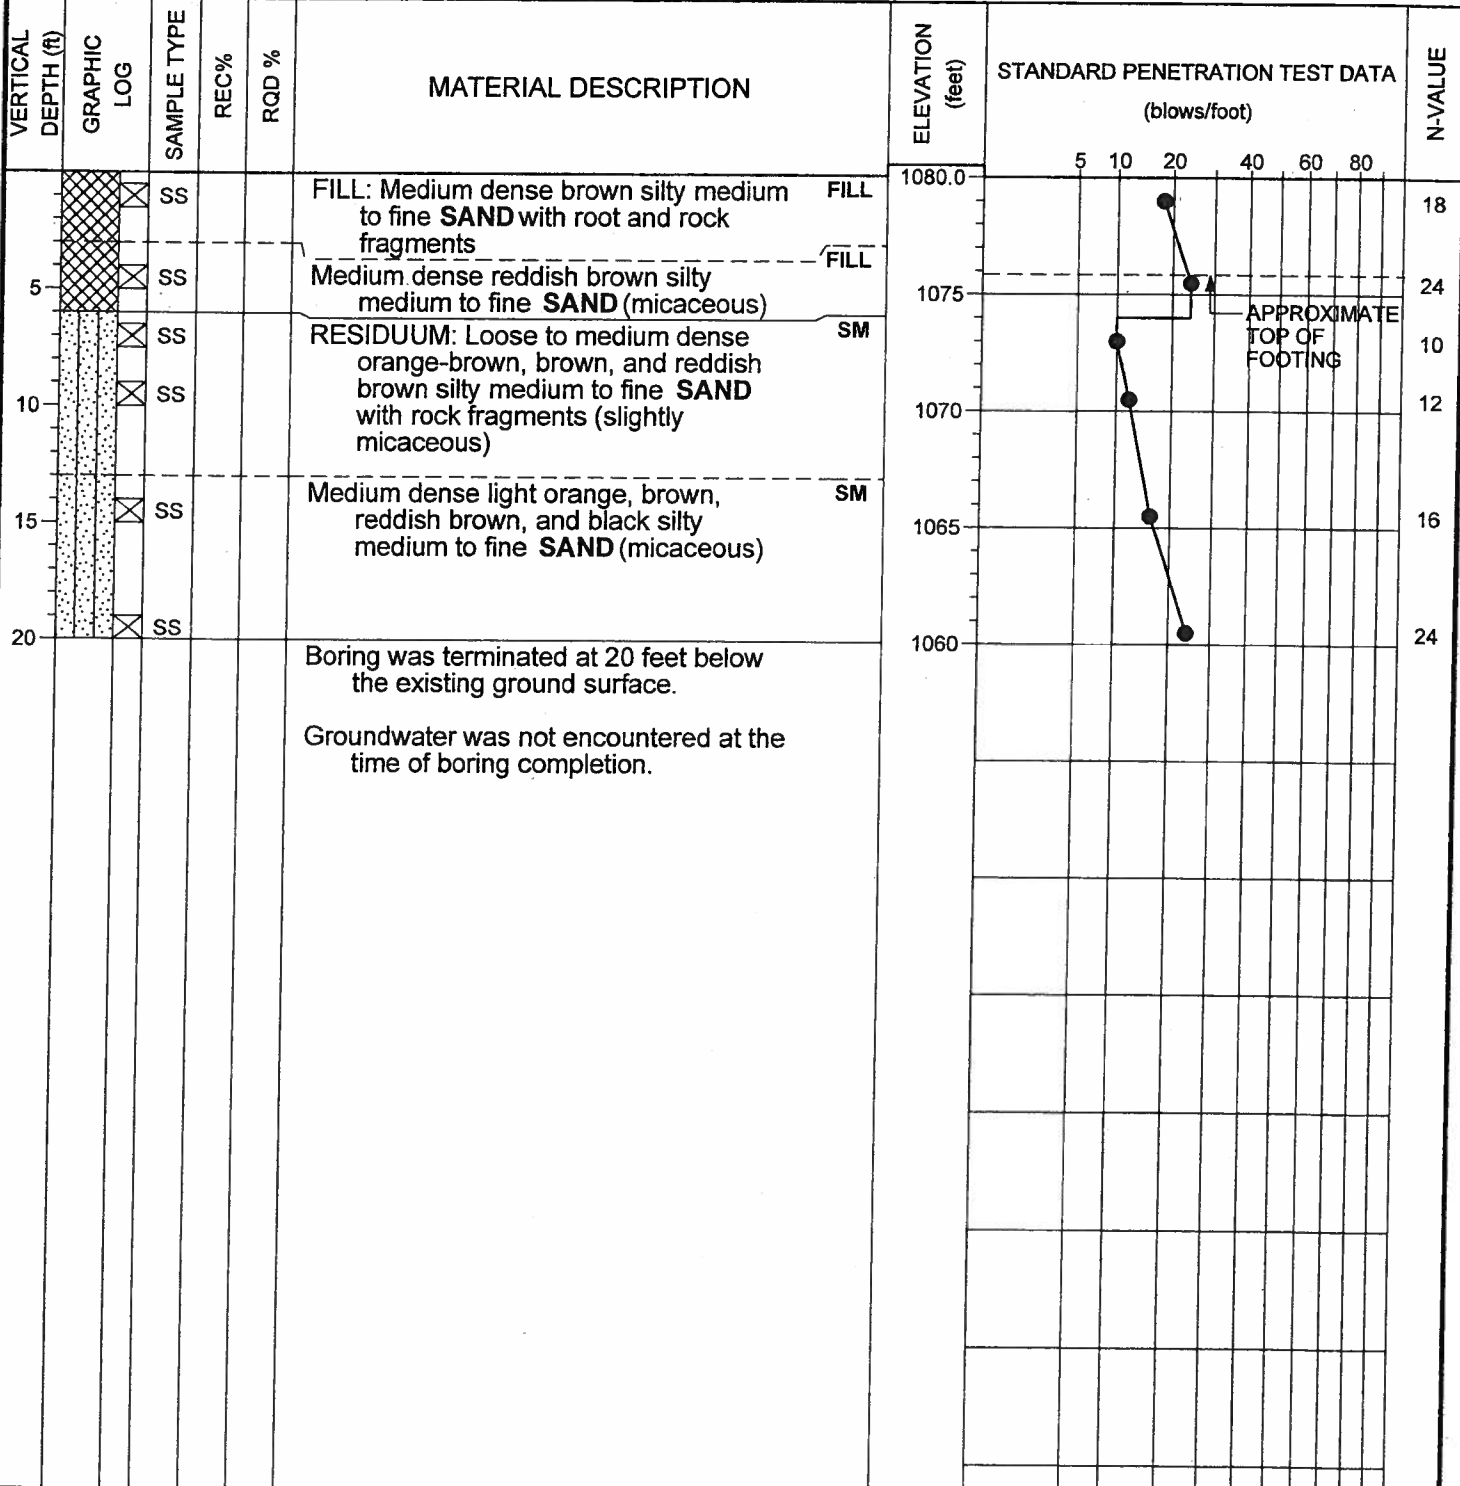 VERTICAL
DEPTH (ft)
GRAPHIC
LOG
SAMPLE TYPE
REC%
RQD %
MATERIAL DESCRIPTION
ELEVATION
(feet)
STANDARD PENETRATION TEST DATA
(blows/foot)
N-VALUE
5 10 20 40 60 80
1080.0
SS
FILL: Medium dense brown silty medium
to fine SAND with root and rock
fragments
FILL
18
5
SS
Medium dense reddish brown silty
medium to fine SAND (micaceous)
FILL
1075
24
APPROXIMATE
TOP OF
FOOTING
SS
RESIDUUM: Loose to medium dense
orange-brown, brown, and reddish
brown silty medium to fine SAND
with rock fragments (slightly
micaceous)
SM
10
10
SS
1070
12
15
SS
Medium dense light orange, brown,
reddish brown, and black silty
medium to fine SAND (micaceous)
SM
1065
16
20
SS
1060
24
Boring was terminated at 20 feet below
the existing ground surface.
Groundwater was not encountered at the
time of boring completion.